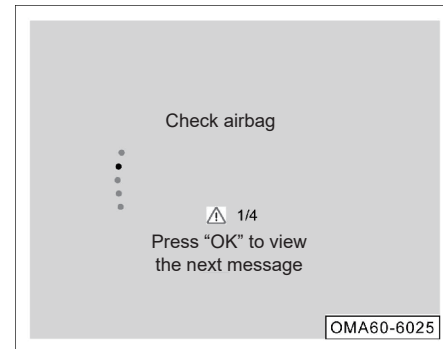 Check airbag
1/4
Press “OK” to view
the next message
OMA60-6025